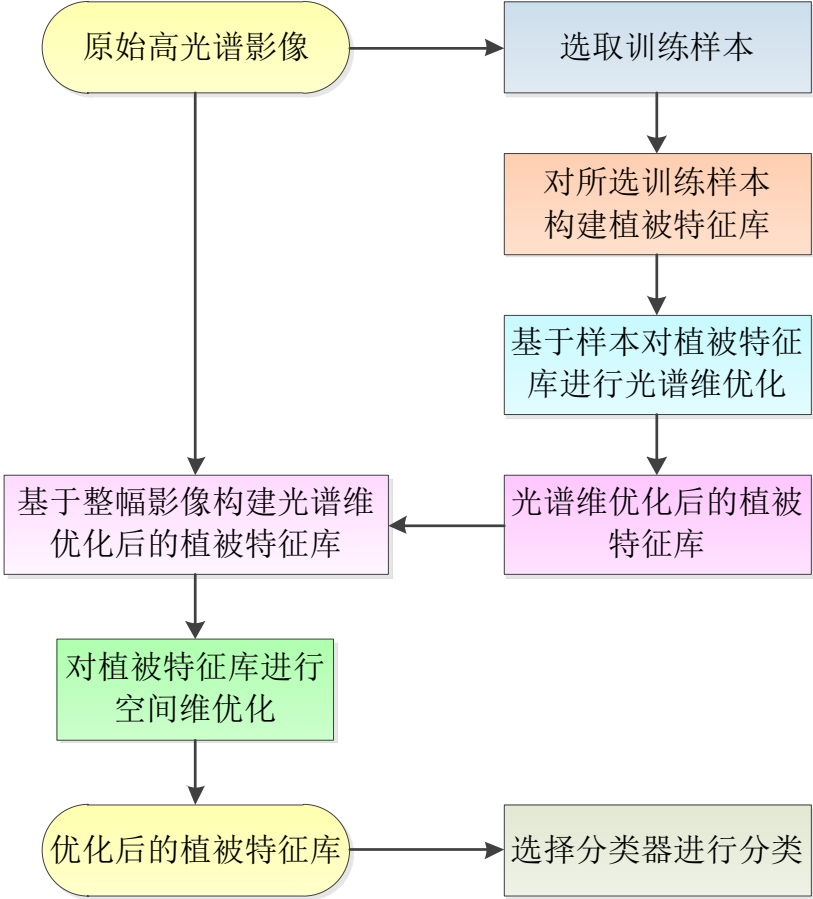 原始高光谱影像
选取训练样本
对所选训练样本
构建植被特征库
基于样本对植被特征
库进行光谱维优化
光谱维优化后的植被
特征库
基于整幅影像构建光谱维
优化后的植被特征库
对植被特征库进行
空间维优化
优化后的植被特征库
选择分类器进行分类